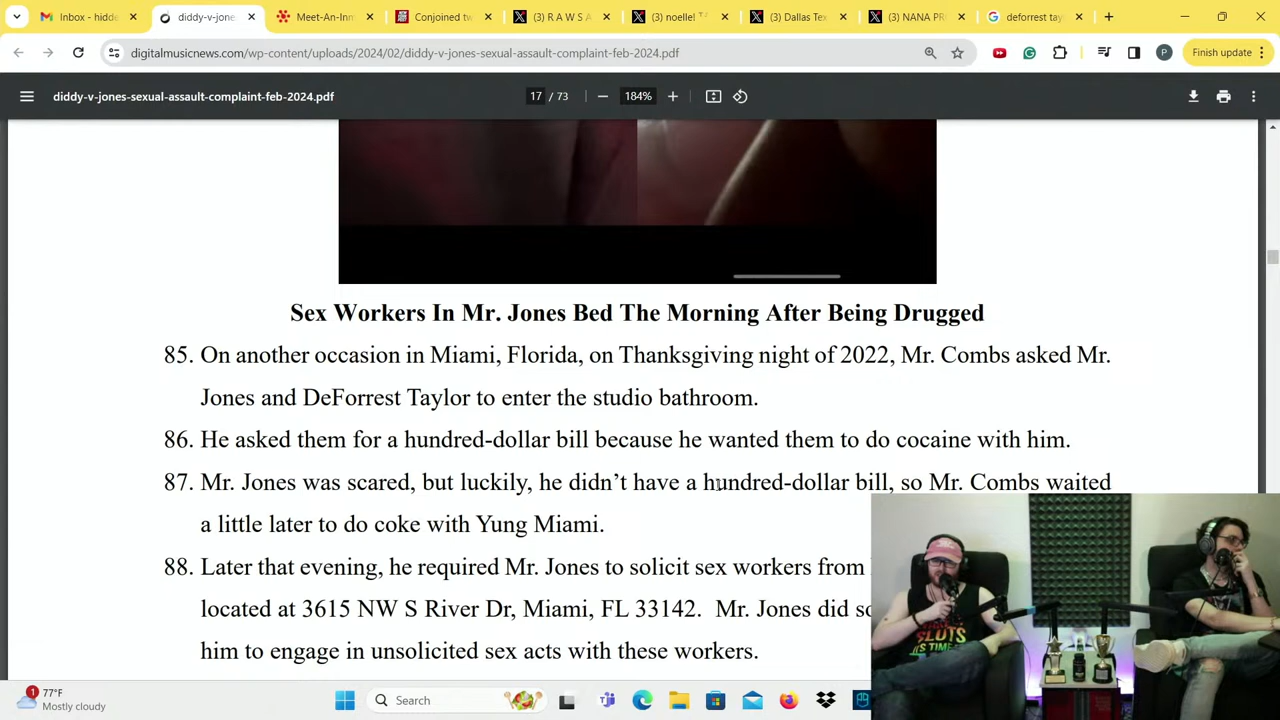 Inbox - hidde
diddy-v-jone
Meet-An-Inm
Conjoined tw
(3) R A W S A
(3) noelle!
(3) Dallas Tex
(3) NANA PR
deforrest tay
digitalmusicnews.com/wp-content/uploads/2024/02/diddy-v-jones-sexual-assault-complaint-feb-2024.pdf
P
Finish update
diddy-v-jones-sexual-assault-complaint-feb-2024.pdf
17 / 73
184%
Sex Workers In Mr. Jones Bed The Morning After Being Drugged
85. On another occasion in Miami, Florida, on Thanksgiving night of 2022, Mr. Combs asked Mr.
Jones and DeForrest Taylor to enter the studio bathroom.
86. He asked them for a hundred-dollar bill because he wanted them to do cocaine with him.
87. Mr. Jones was scared, but luckily, he didn't have a hundred-dollar bill, so Mr. Combs waited
a little later to do coke with Yung Miami.
88. Later that evening, he required Mr. Jones to solicit sex workers from
located at 3615 NW S River Dr, Miami, FL 33142. Mr. Jones did so
him to engage in unsolicited sex acts with these workers.
SLUTS
1
77°F
Mostly cloudy
Search